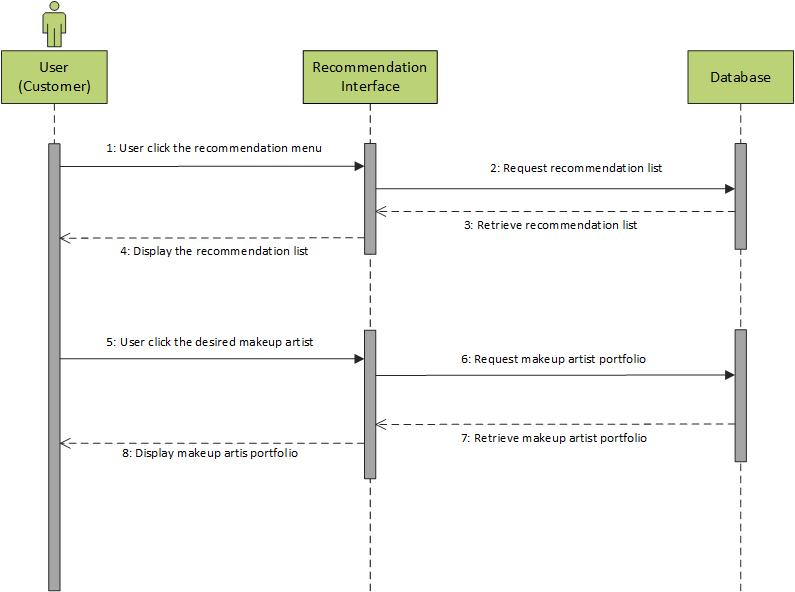 User
(Customer)
Recommendation
Interface
Database
1: User click the recommendation menu
2: Request recommendation list
3: Retrieve recommendation list
4: Display the recommendation list
5: User click the desired makeup artist
6: Request makeup artist portfolio
7: Retrieve makeup artist portfolio
8: Display makeup artis portfolio